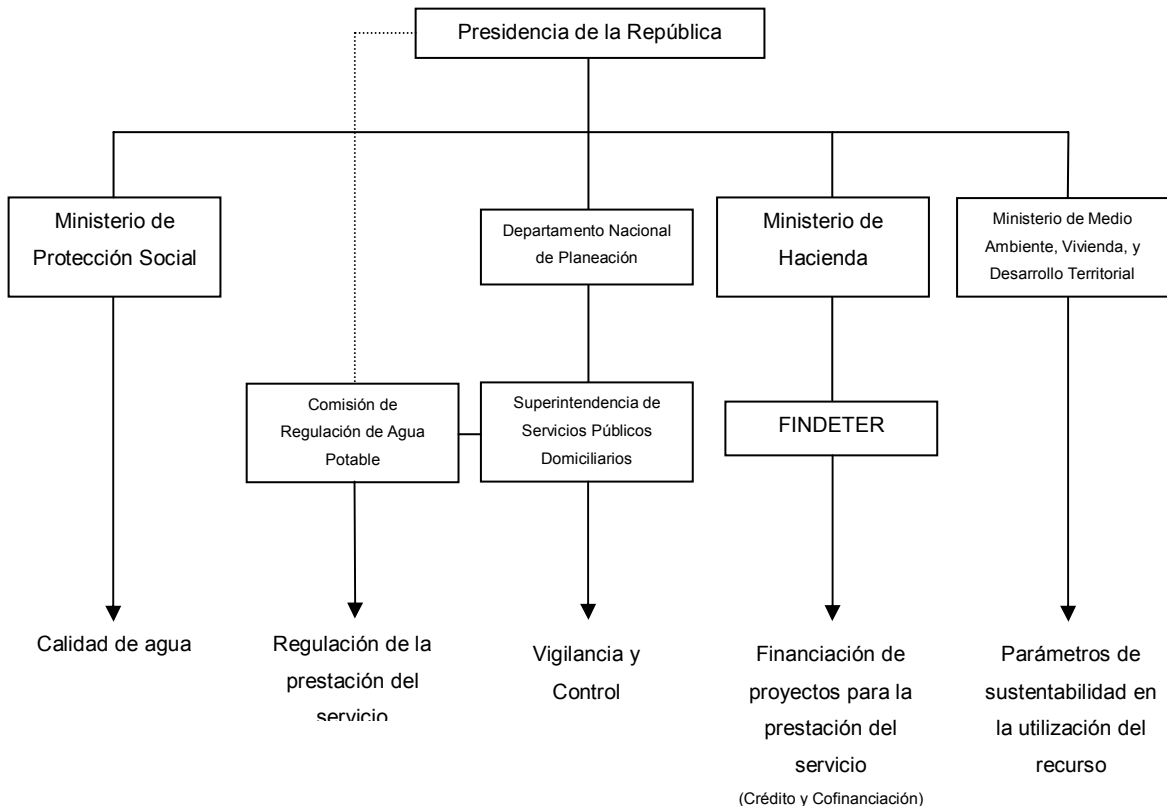 Presidencia de la República
Ministerio de
Protección Social
Departamento Nacional
de Planeación
Ministerio de
Hacienda
Ministerio de Medio
Ambiente, Vivienda, y
Desarrollo Territorial
Comisión de
Regulación de Agua
Potable
Superintendencia de
Servicios Públicos
Domiciliarios
FINDETER
Calidad de agua
Regulación de la
prestación del
servicio
Vigilancia y
Control
Financiación de
proyectos para la
prestación del
servicio
(Crédito y Cofinanciación)
Parámetros de
sustentabilidad en
la utilización del
recurso